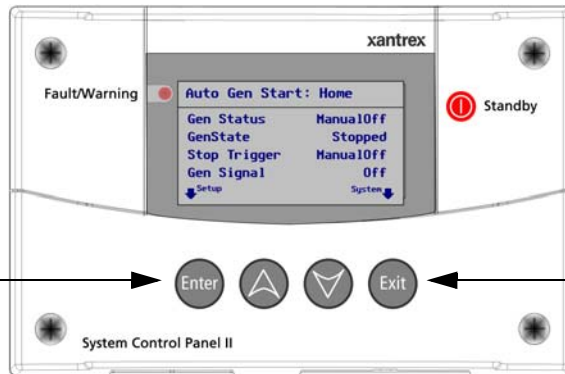 xantrex
Fault/Warning
Auto Gen Start: Home
Standby
Gen Status ManualOff
GenState Stopped
Stop Trigger ManualOff
Gen Signal Off
Setup System
Enter Exit
System Control Panel II